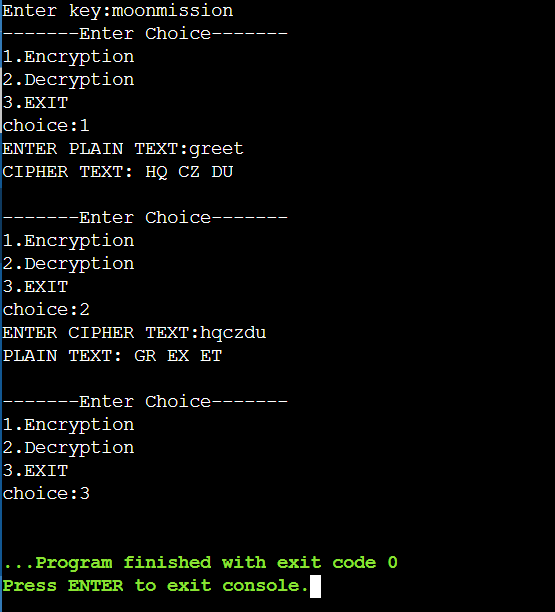 Enter key:moonmission
-------Enter Choice-------
1.Encryption
2.Decryption
3.EXIT
choice:1
ENTER PLAIN TEXT:greet
CIPHER TEXT: HQ CZ DU
-------Enter Choice-------
1.Encryption
2.Decryption
3.EXIT
choice:2
ENTER CIPHER TEXT:hqczdu
PLAIN TEXT: GR EX ET
-------Enter Choice-------
1.Encryption
2.Decryption
3.EXIT
choice:3
...Program finished with exit code 0
Press ENTER to exit console.